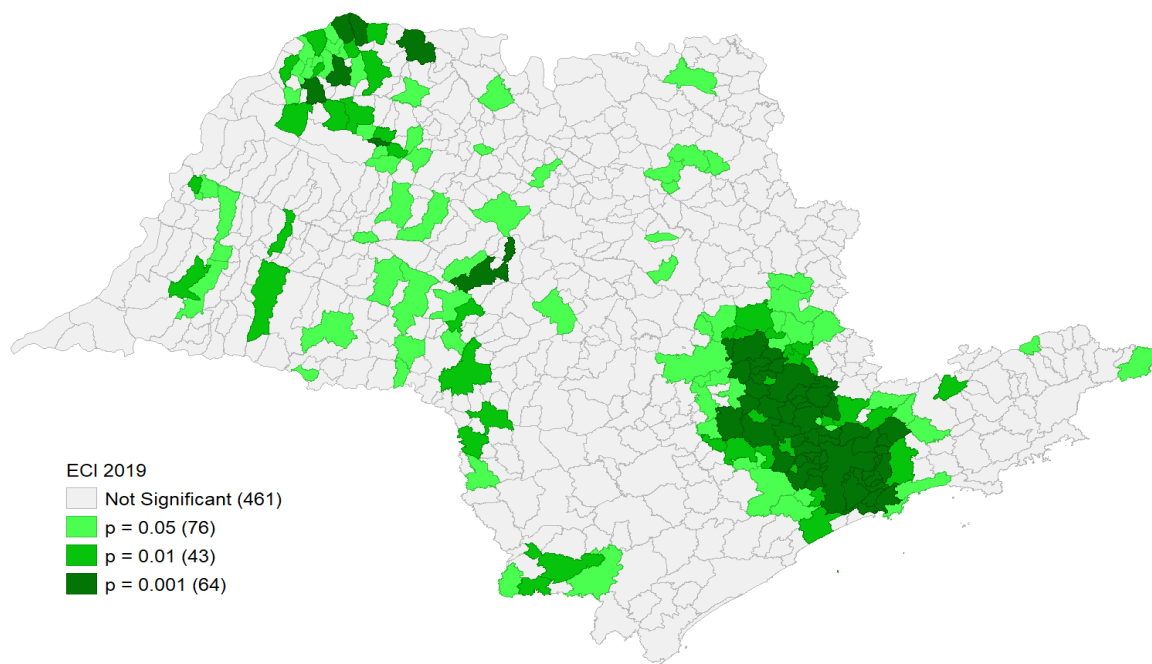 ECI 2019
Not Significant (461)
p = 0.05 (76)
p = 0.01 (43)
p = 0.001 (64)